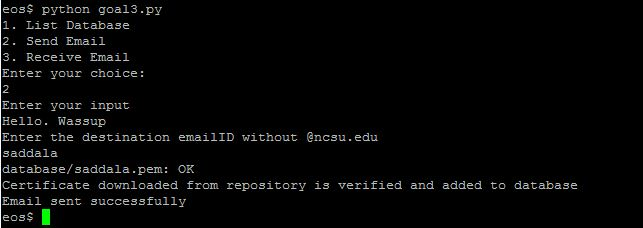 eos$ python goal3.py
1. List Database
2. Send Email
3. Receive Email
Enter your choice:
2
Enter your input
Hello. Wassup
Enter the destination emailID without @ncsu.edu
saddala
database/saddala.pem: OK
Certificate downloaded from repository is verified and added to database
Email sent successfully
eos$